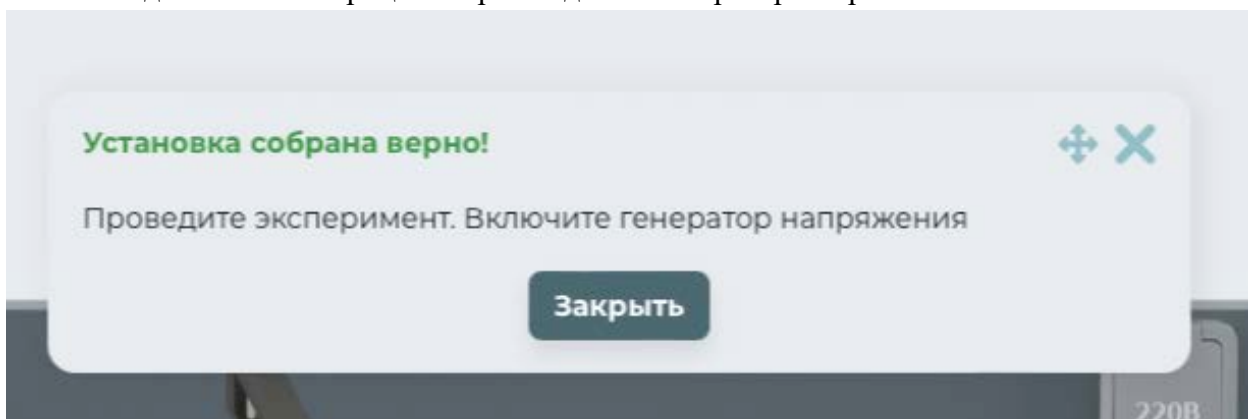 Установка собрана верно!
Проведите эксперимент. Включите генератор напряжения
Закрыть
220В